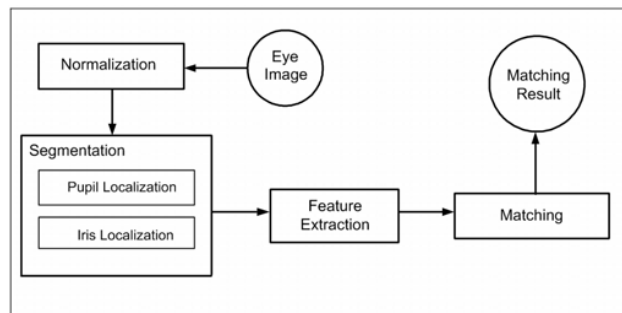 Normalization
Eye
Image
Matching
Result
Segmentation
Pupil Localization
Iris Localization
Feature
Extraction
Matching